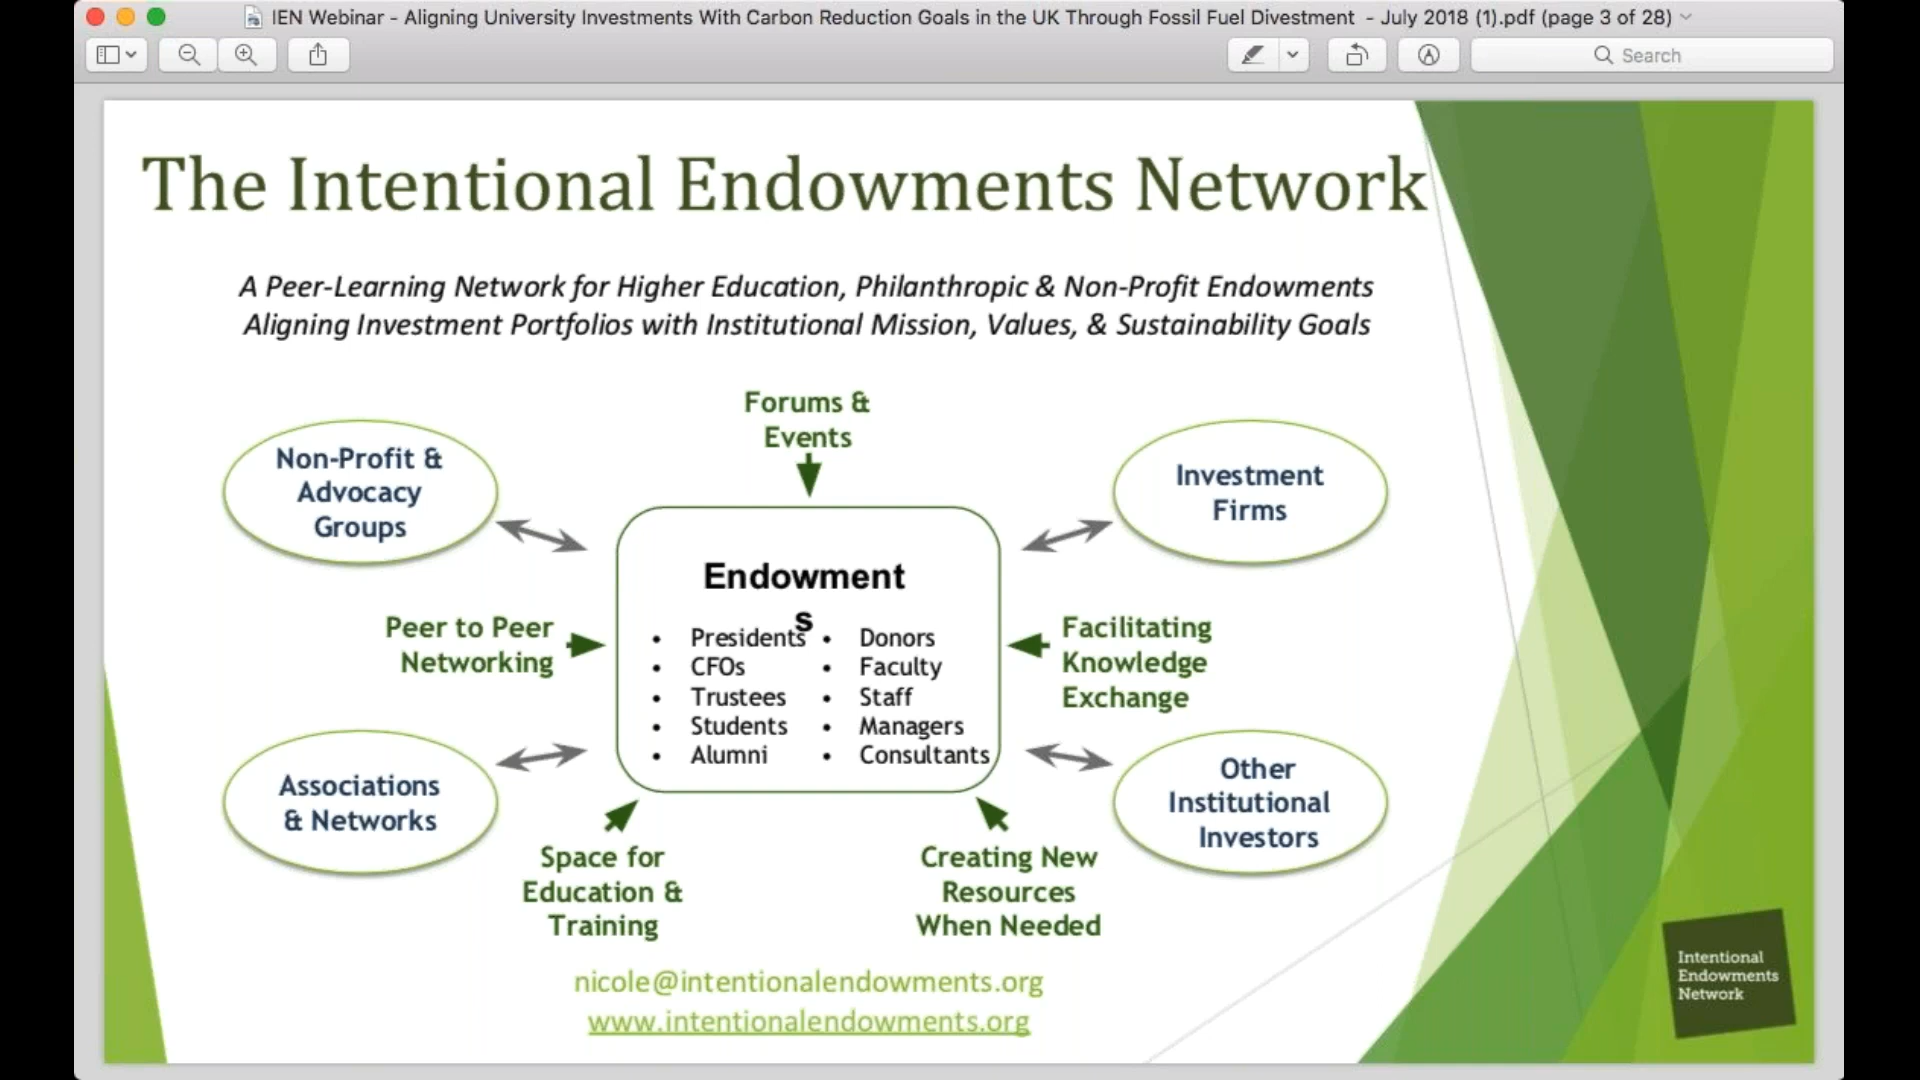 IEN Webinar - Aligning University Investments With Carbon Reduction Goals in the UK Through Fossil Fuel Divestment - July 2018 (1).pdf (page 3 of 28)
Search
The Intentional Endowments Network
A Peer-Learning Network for Higher Education, Philanthropic & Non-Profit Endowments
Aligning Investment Portfolios with Institutional Mission, Values, & Sustainability Goals
Forums &
Events
Non-Profit &
Advocacy
Groups
Investment
Firms
Endowment
s
Peer to Peer
Networking
• Presidents
• CFOs
• Trustees
• Students
• Alumni
• Donors
• Faculty
• Staff
• Managers
• Consultants
Facilitating
Knowledge
Exchange
Associations
& Networks
Other
Institutional
Investors
Space for
Education &
Training
Creating New
Resources
When Needed
nicole@intentionalendowments.org
www.intentionalendowments.org
Intentional
Endowments
Network